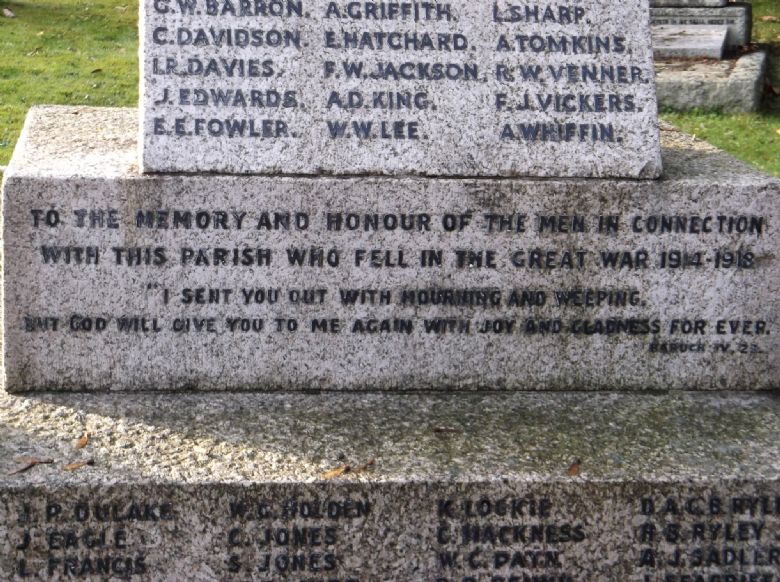 G.W. BARRON. A. GRIFFITH. L. SHARP.
C. DAVIDSON. E. HATCHARD. A. TOMKINS.
I.R. DAVIES. F.W. JACKSON. R.W. VENNER.
J. EDWARDS. A.D. KING. F.J. VICKERS.
E.E. FOWLER. W.W. LEE. A. WHIFFIN.
TO THE MEMORY AND HONOUR OF THE MEN IN CONNECTION
WITH THIS PARISH WHO FELL IN THE GREAT WAR 1914-1918
"I SENT YOU OUT WITH MOURNING AND WEEPING.
BUT GOD WILL GIVE YOU TO ME AGAIN WITH JOY AND GLADNESS FOR EVER.
BARUCH IV. 23.
J. P. OULAKE W. G. HOLDEN K. LOCKIE D.A.C.B. RYL
J. EAGLE C. JONES C. MACKNESS H.B. RYLEY
L. FRANCIS S. JONES W.C. PAYN A.J. SADLER